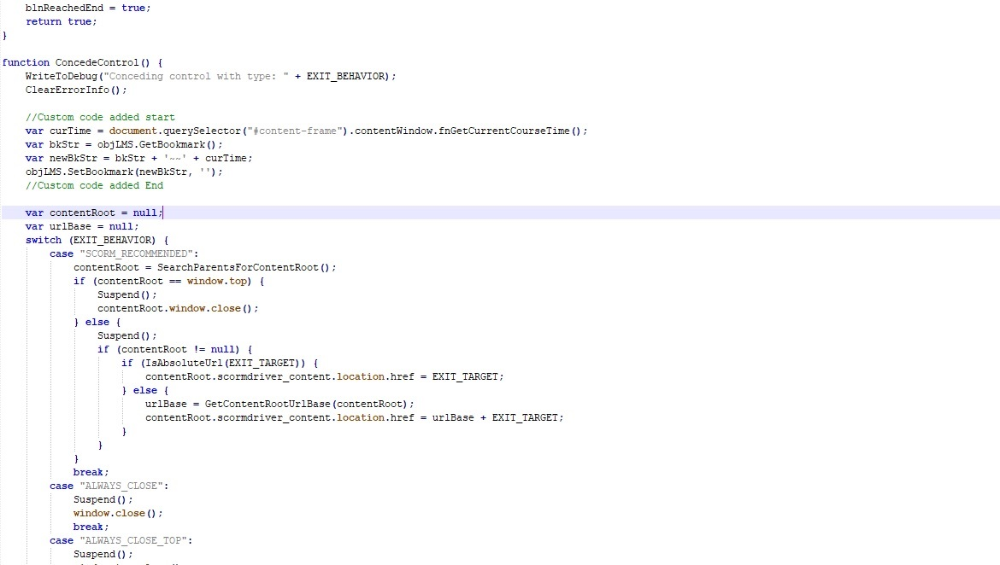 blnReachedEnd = true;
return true;
}
function ConcedeControl() {
WriteToDebug("Conceding control with type: " + EXIT_BEHAVIOR);
ClearErrorInfo();
//Custom code added start
var curTime = document.querySelector("#content-frame").contentWindow.fnGetCurrentCourseTime();
var bkStr = objLMS.GetBookmark();
var newBkStr = bkStr + '~~' + curTime;
objLMS.SetBookmark(newBkStr, '');
//Custom code added End
var contentRoot = null;
var urlBase = null;
switch (EXIT_BEHAVIOR) {
case "SCORM_RECOMMENDED":
contentRoot = SearchParentsForContentRoot();
if (contentRoot == window.top) {
Suspend();
contentRoot.window.close();
} else {
Suspend();
if (contentRoot != null) {
if (IsAbsoluteUrl(EXIT_TARGET)) {
contentRoot.scormdriver_content.location.href = EXIT_TARGET;
} else {
urlBase = GetContentRootUrlBase(contentRoot);
contentRoot.scormdriver_content.location.href = urlBase + EXIT_TARGET;
}
}
}
break;
case "ALWAYS_CLOSE":
Suspend();
window.close();
break;
case "ALWAYS_CLOSE_TOP":
Suspend();